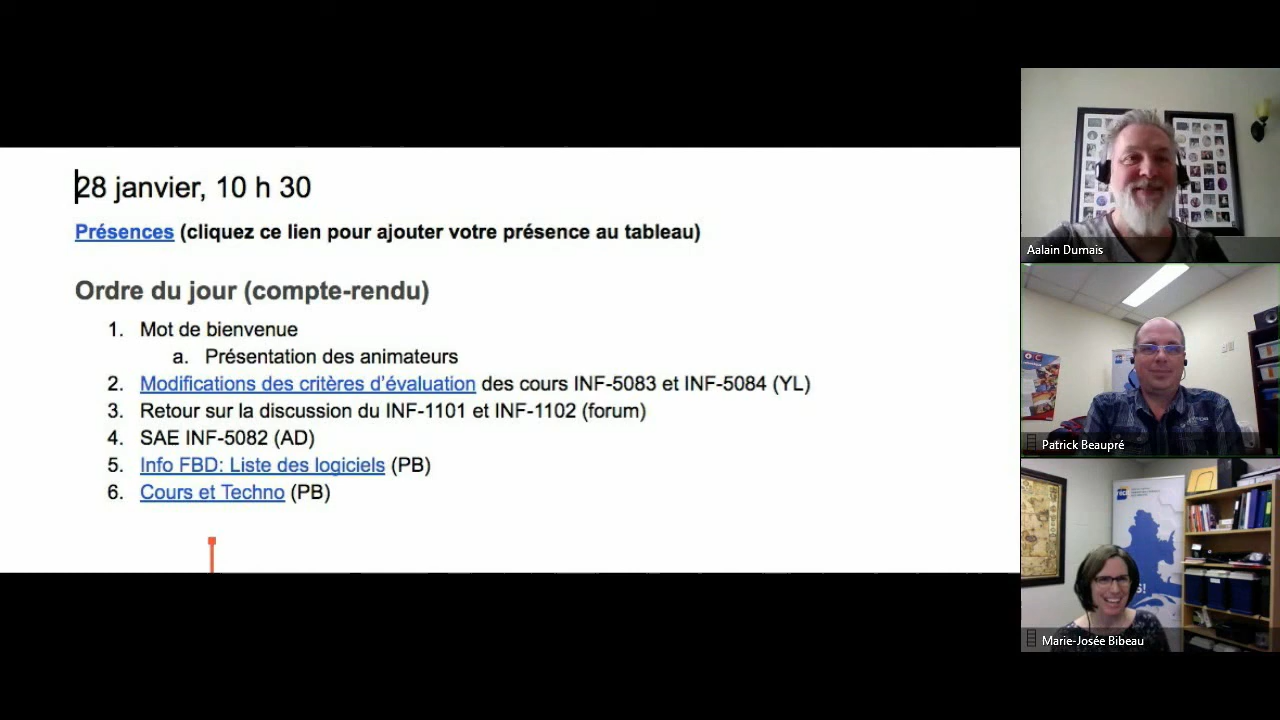 28 janvier, 10 h 30
Présences (cliquez ce lien pour ajouter votre présence au tableau)
Ordre du jour (compte-rendu)
1. Mot de bienvenue
a. Présentation des animateurs
2. Modifications des critères d'évaluation des cours INF-5083 et INF-5084 (YL)
3. Retour sur la discussion du INF-1101 et INF-1102 (forum)
4. SAE INF-5082 (AD)
5. Info FBD: Liste des logiciels (PB)
6. Cours et Techno (PB)
Aalain Dumais
Patrick Beaupré
Marie-Josée Bibeau